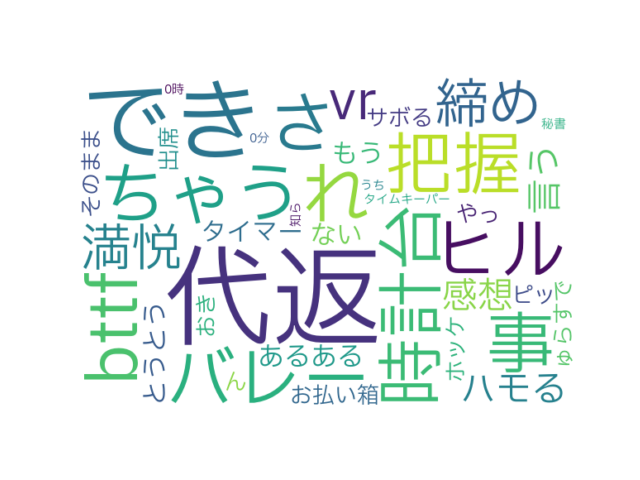 0時
でき
さ
vr
サボる
締め
秘書
そのまま
出席
0分
もう
把握
言う
ちゃう
れ
うち
タイムキーパー
満悦
タイマー
知ら
ない
やっ
ヒル
bttf
代返
時計台
感想
ピッ
ゅらすで
とうとう
おき
バレー
あるある
ん
お払い箱
ホッケ
事
ハモる